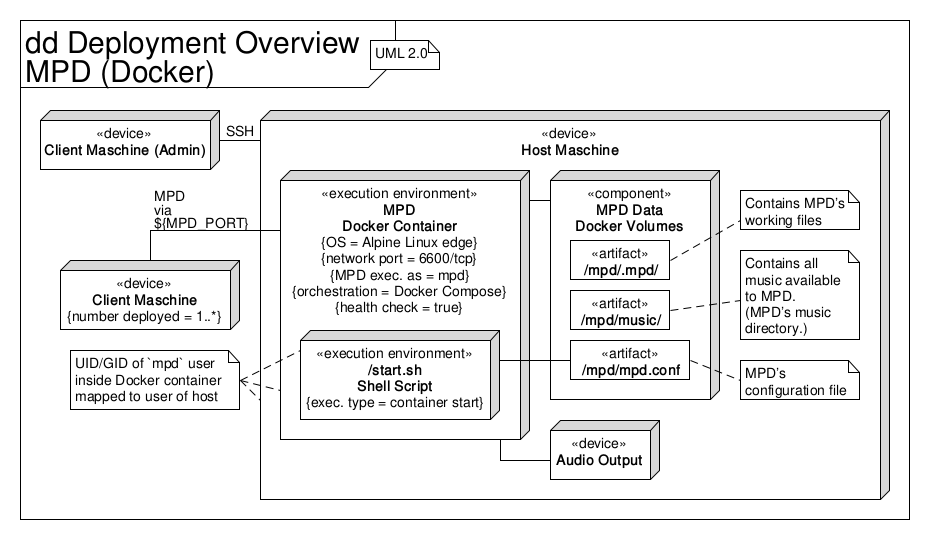 dd Deployment Overview
MPD (Docker)
UML 2.0
«device»
Client Maschine (Admin)
SSH
«device»
Host Maschine
MPD
via
${MPD_PORT}
«device»
Client Maschine
{number deployed = 1..*}
UID/GID of `mpd` user
inside Docker container
mapped to user of host
«execution environment»
MPD
Docker Container
{OS = Alpine Linux edge}
{network port = 6600/tcp}
{MPD exec. as = mpd}
{orchestration = Docker Compose}
{health check = true}
«execution environment»
/start.sh
Shell Script
{exec. type = container start}
«component»
MPD Data
Docker Volumes
«artifact»
/mpd/.mpd/
«artifact»
/mpd/music/
«artifact»
/mpd/mpd.conf
Contains MPD's
working files
Contains all
music available
to MPD.
(MPD's music
directory.)
MPD's
configuration file
«device»
Audio Output